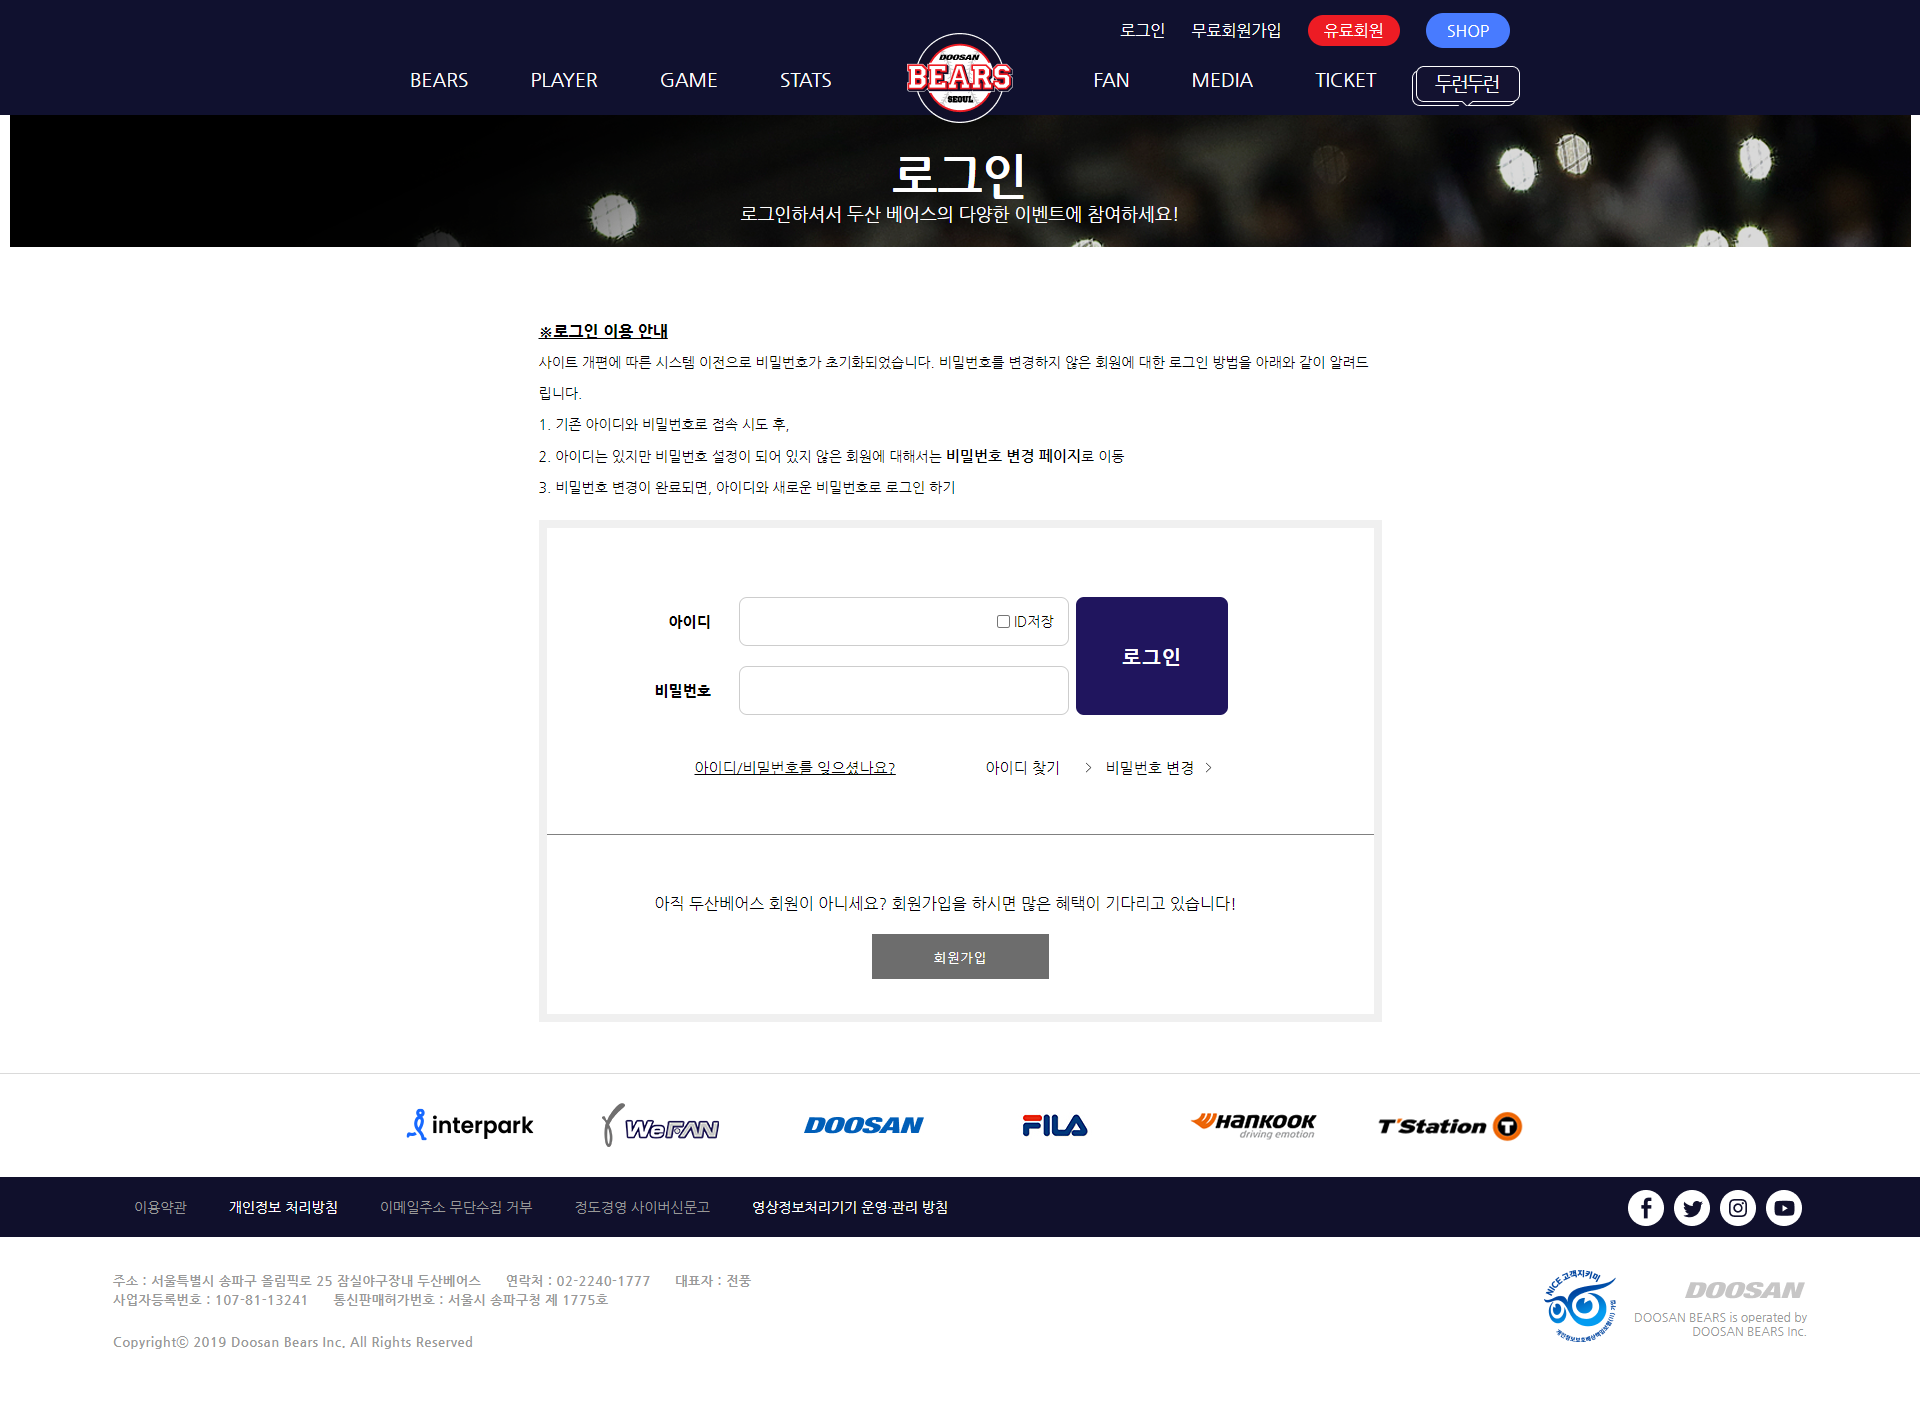 로그인 무료회원가입 유료회원 SHOP
BEARS PLAYER GAME STATS
DOOSAN
BEARS
SEOUL
FAN MEDIA TICKET 두런두런
로그인
로그인하셔서 두산 베어스의 다양한 이벤트에 참여하세요!
※로그인 이용 안내
사이트 개편에 따른 시스템 이전으로 비밀번호가 초기화되었습니다. 비밀번호를 변경하지 않은 회원에 대한 로그인 방법을 아래와 같이 알려드
립니다.
1. 기존 아이디와 비밀번호로 접속 시도 후,
2. 아이디는 있지만 비밀번호 설정이 되어 있지 않은 회원에 대해서는 비밀번호 변경 페이지로 이동
3. 비밀번호 변경이 완료되면, 아이디와 새로운 비밀번호로 로그인 하기
아이디 ID저장
비밀번호
로그인
아이디/비밀번호를 잊으셨나요? 아이디 찾기 > 비밀번호 변경 >
아직 두산베어스 회원이 아니세요? 회원가입을 하시면 많은 혜택이 기다리고 있습니다!
회원가입
interpark WeFAN DOOSAN FILA HANKOOK T'Station T
driving emotion
이용약관 개인정보 처리방침 이메일주소 무단수집 거부 정도경영 사이버신문고 영상정보처리기기 운영·관리 방침
주소 : 서울특별시 송파구 올림픽로 25 잠실야구장내 두산베어스 연락처 : 02-2240-1777 대표자 : 전풍
사업자등록번호 : 107-81-13241 통신판매허가번호 : 서울시 송파구청 제 1775호
Copyrightⓒ 2019 Doosan Bears Inc. All Rights Reserved
NICE 고객지키미
DOOSAN
DOOSAN BEARS is operated by
DOOSAN BEARS Inc.